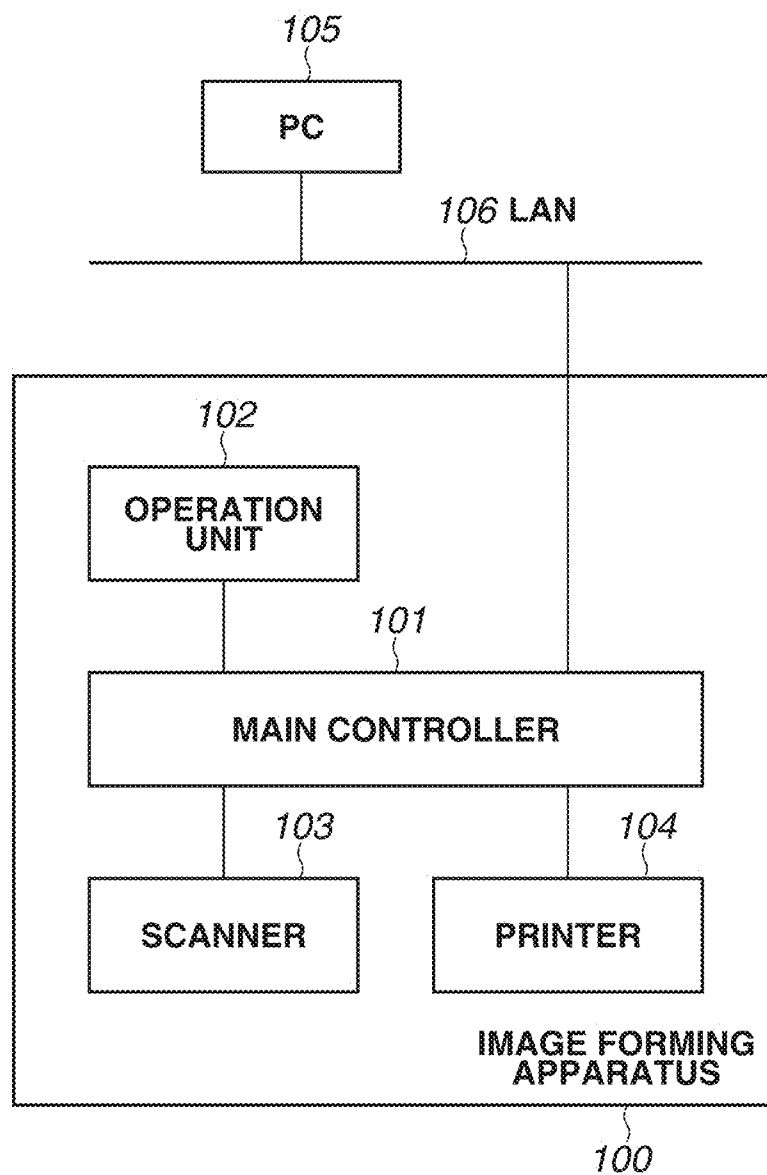 105
PC
106 LAN
102
OPERATION
UNIT
101
MAIN CONTROLLER
103
104
SCANNER
PRINTER
IMAGE FORMING
APPARATUS
100